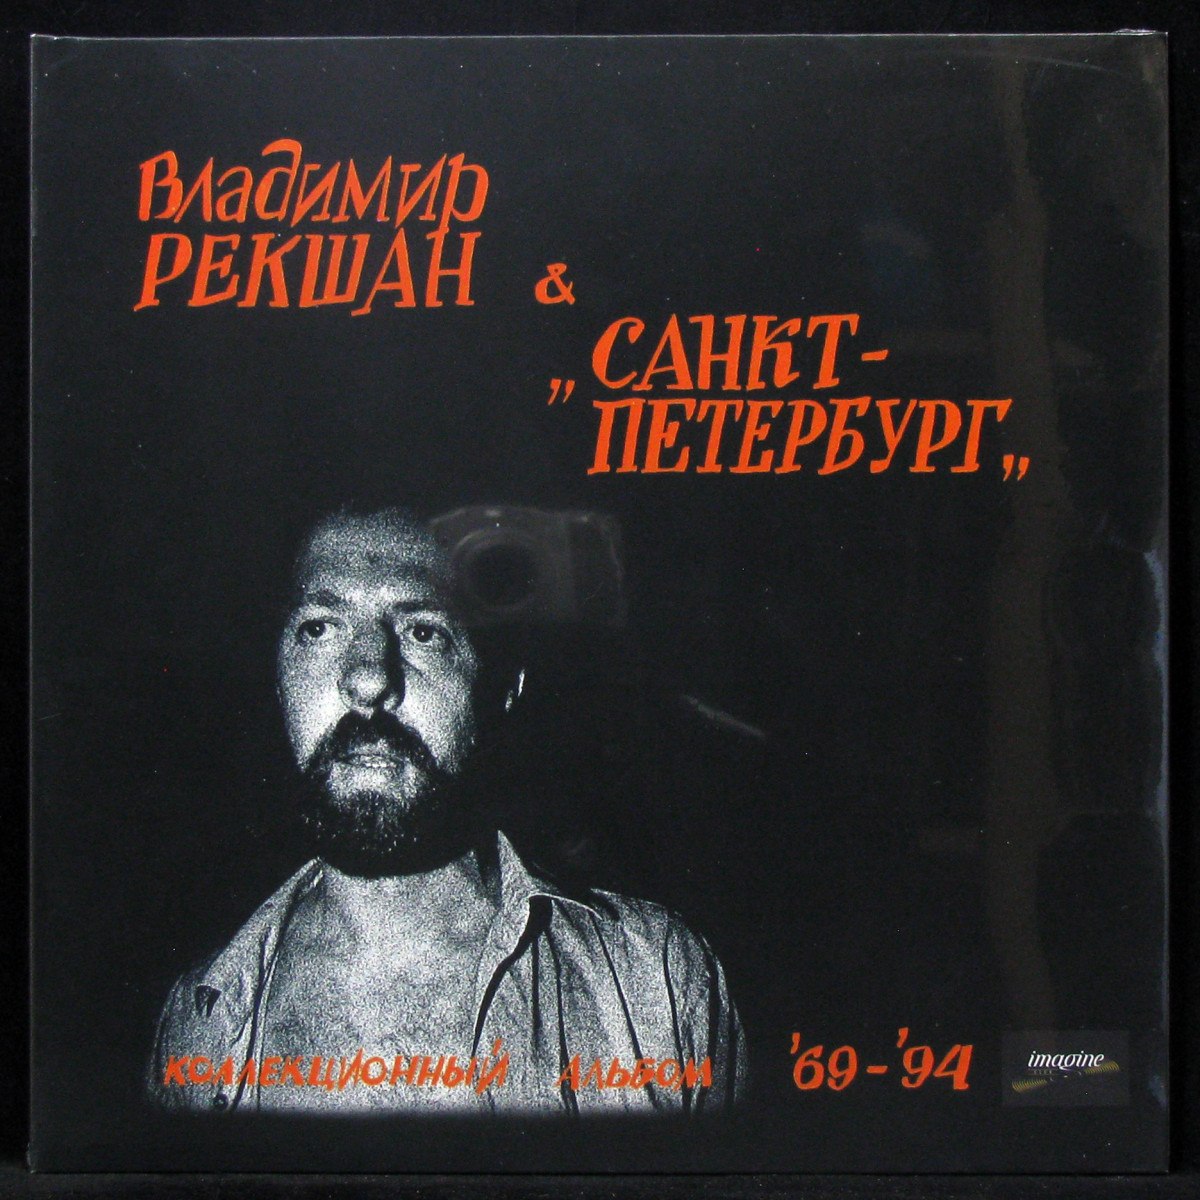 Владимир
РЕКШАН &
„САНКТ-
ПЕТЕРБУРГ„
КОЛЛЕКЦИОННЫЙ АЛЬБОМ '69-'94
imagine